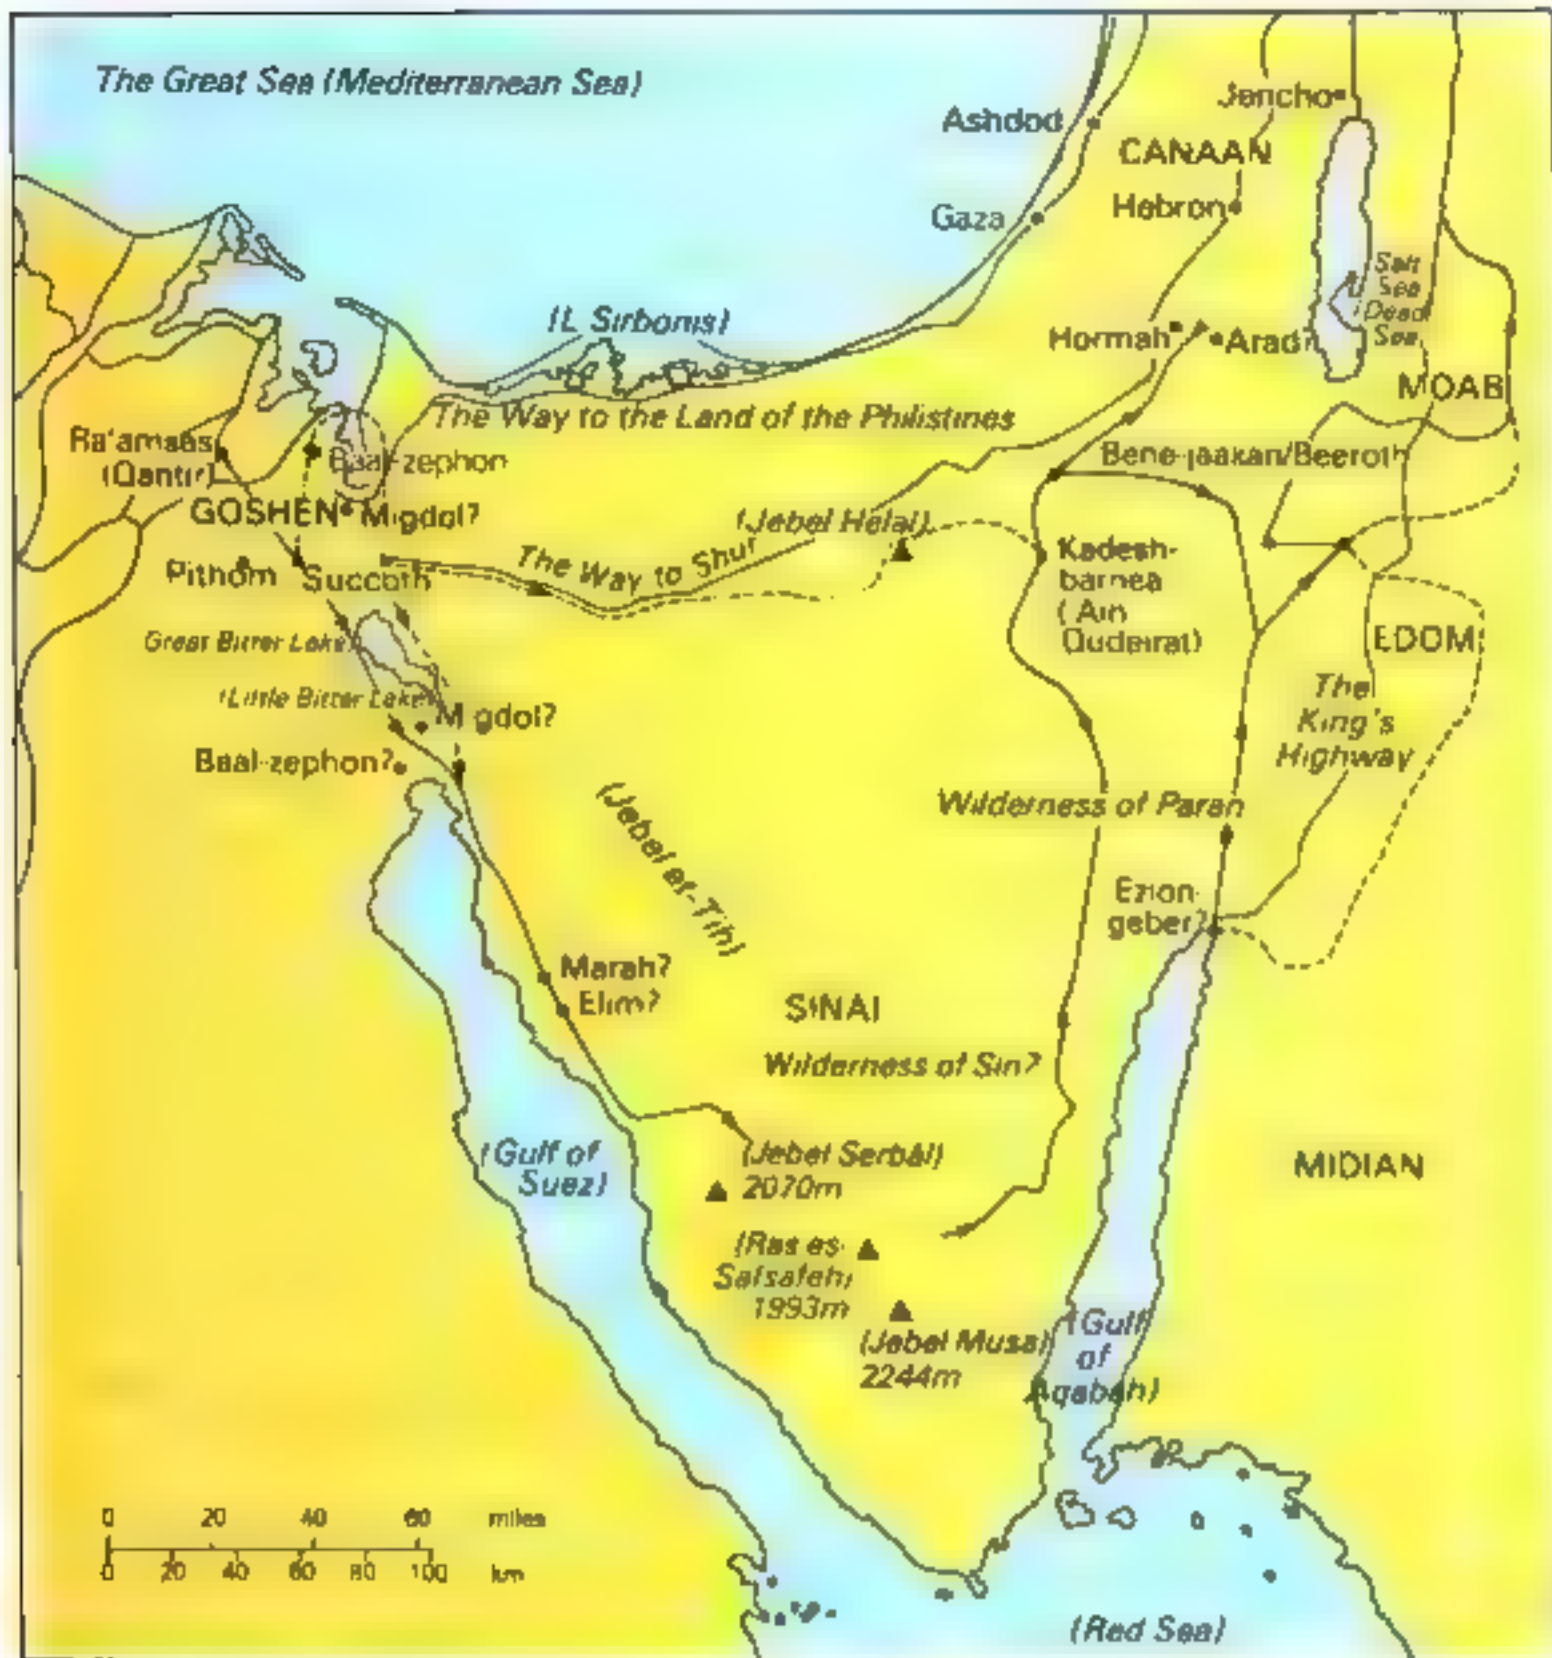 The Great Sea (Mediterranean Sea)
Jericho
Ashdod
CANAAN
Gaza
Hebron
Salt
Sea
(Dead
Sea
(L Sirbonis)
Hormah
Arad
MOAB
The Way to the Land of the Philistines
Ra'amses
(Qantir)
Baal-zephon
Bene-jaakan/Beeroth
GOSHEN
Migdol?
(Jebel Helal)
The Way to Shur
Kadesh-
barnea
(Ain
Qudeirat)
Pithom
Succoth
EDOM
Great Bitter Lake)
(Little Bitter Lake)
The
King's
Highway
Migdol?
Baal-zephon?
(Jebel et-Tih)
Wilderness of Paran
Ezion-
geber?
Marah?
Elim?
SINAI
Wilderness of Sin?
(Gulf of
Suez)
(Jebel Serbal)
2070m
MIDIAN
(Ras es-
Safsafeh)
1993m
(Jebel Musa)
2244m
(Gulf
of
Aqabah)
0 20 40 60 miles
0 20 40 60 80 100 km
(Red Sea)